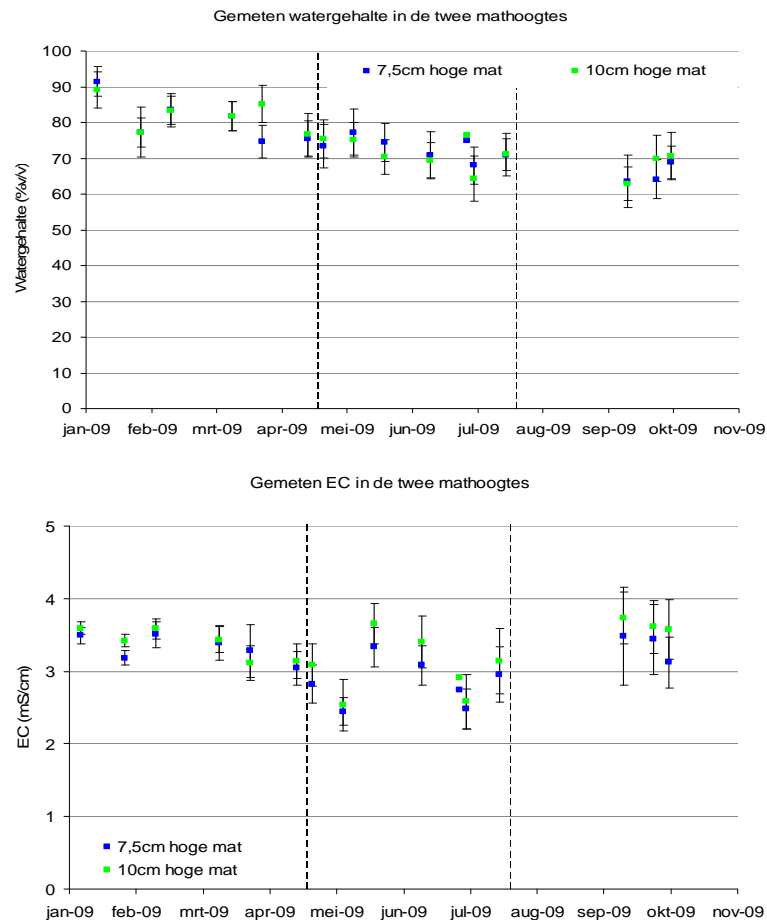 Gemeten watergehalte in de twee mathoogtes
7,5cm hoge mat 10cm hoge mat
100
90
80
70
60
50
40
30
20
10
0
Watergehalte (%v/v)
jan-09 feb-09 mrt-09 apr-09 mei-09 jun-09 jul-09 aug-09 sep-09 okt-09 nov-09
Gemeten EC in de twee mathoogtes
5
4
3
2
1
0
EC (mS/cm)
7,5cm hoge mat
10cm hoge mat
jan-09 feb-09 mrt-09 apr-09 mei-09 jun-09 jul-09 aug-09 sep-09 okt-09 nov-09